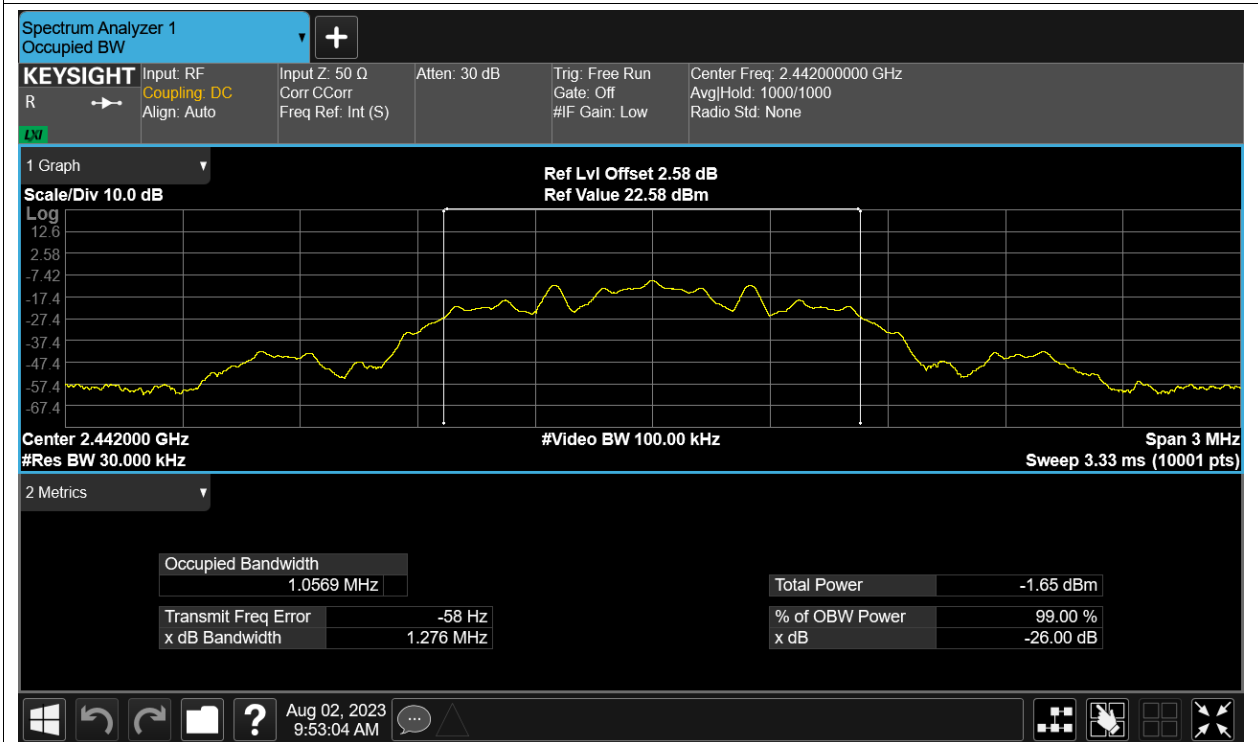 Spectrum Analyzer 1
Occupied BW
KEYSIGHT
R
LXI
Input: RF
Coupling: DC
Align: Auto
Input Z: 50 Ω
Corr CCorr
Freq Ref: Int (S)
Atten: 30 dB
Trig: Free Run
Gate: Off
#IF Gain: Low
Center Freq: 2.442000000 GHz
Avg|Hold: 1000/1000
Radio Std: None
1 Graph
Scale/Div 10.0 dB
Ref Lvl Offset 2.58 dB
Ref Value 22.58 dBm
Log
12.6
2.58
-7.42
-17.4
-27.4
-37.4
-47.4
-57.4
-67.4
Center 2.442000 GHz
#Res BW 30.000 kHz
#Video BW 100.00 kHz
Span 3 MHz
Sweep 3.33 ms (10001 pts)
2 Metrics
Occupied Bandwidth
1.0569 MHz
Transmit Freq Error -58 Hz
x dB Bandwidth 1.276 MHz
Total Power -1.65 dBm
% of OBW Power 99.00 %
x dB -26.00 dB
?
Aug 02, 2023
9:53:04 AM